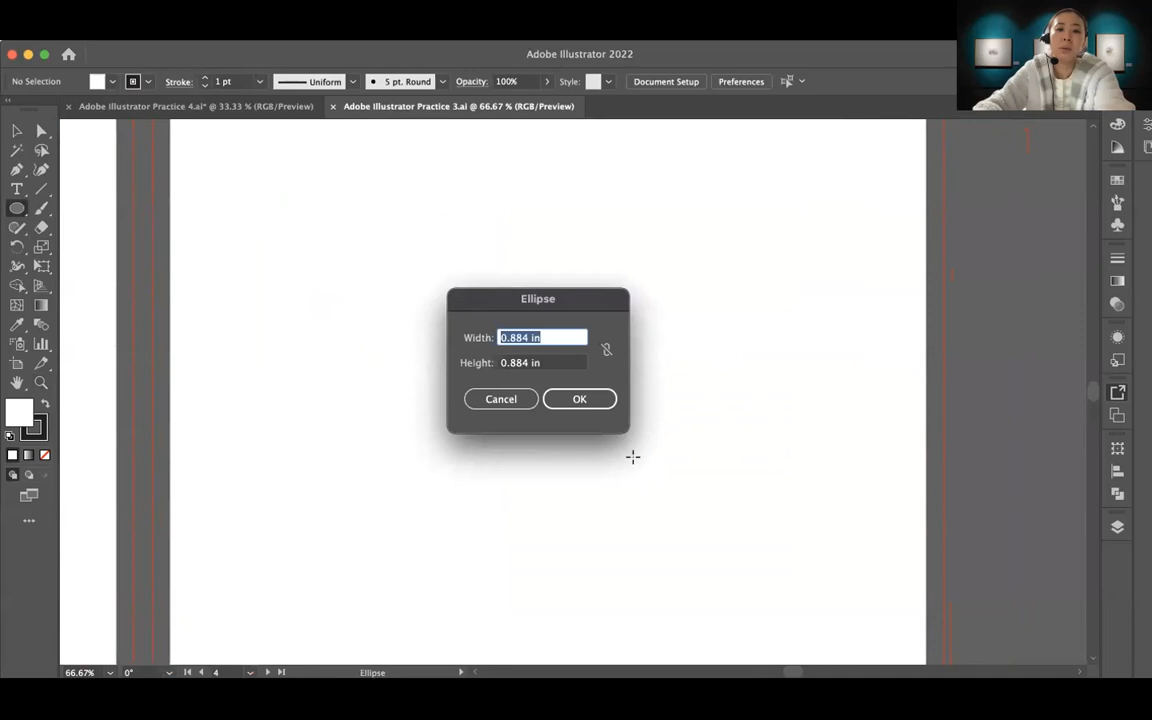 Adobe Illustrator 2022
No Selection Stroke: 1 pt Uniform 5 pt. Round Opacity: 100% Style: Document Setup Preferences
× Adobe Illustrator Practice 4.ai* @ 33.33 % (RGB/Preview) × Adobe Illustrator Practice 3.ai @ 66.67 % (RGB/Preview)
Ellipse
Width: 0.884 in
Height: 0.884 in
Cancel OK
66.67% 0° 4 Ellipse